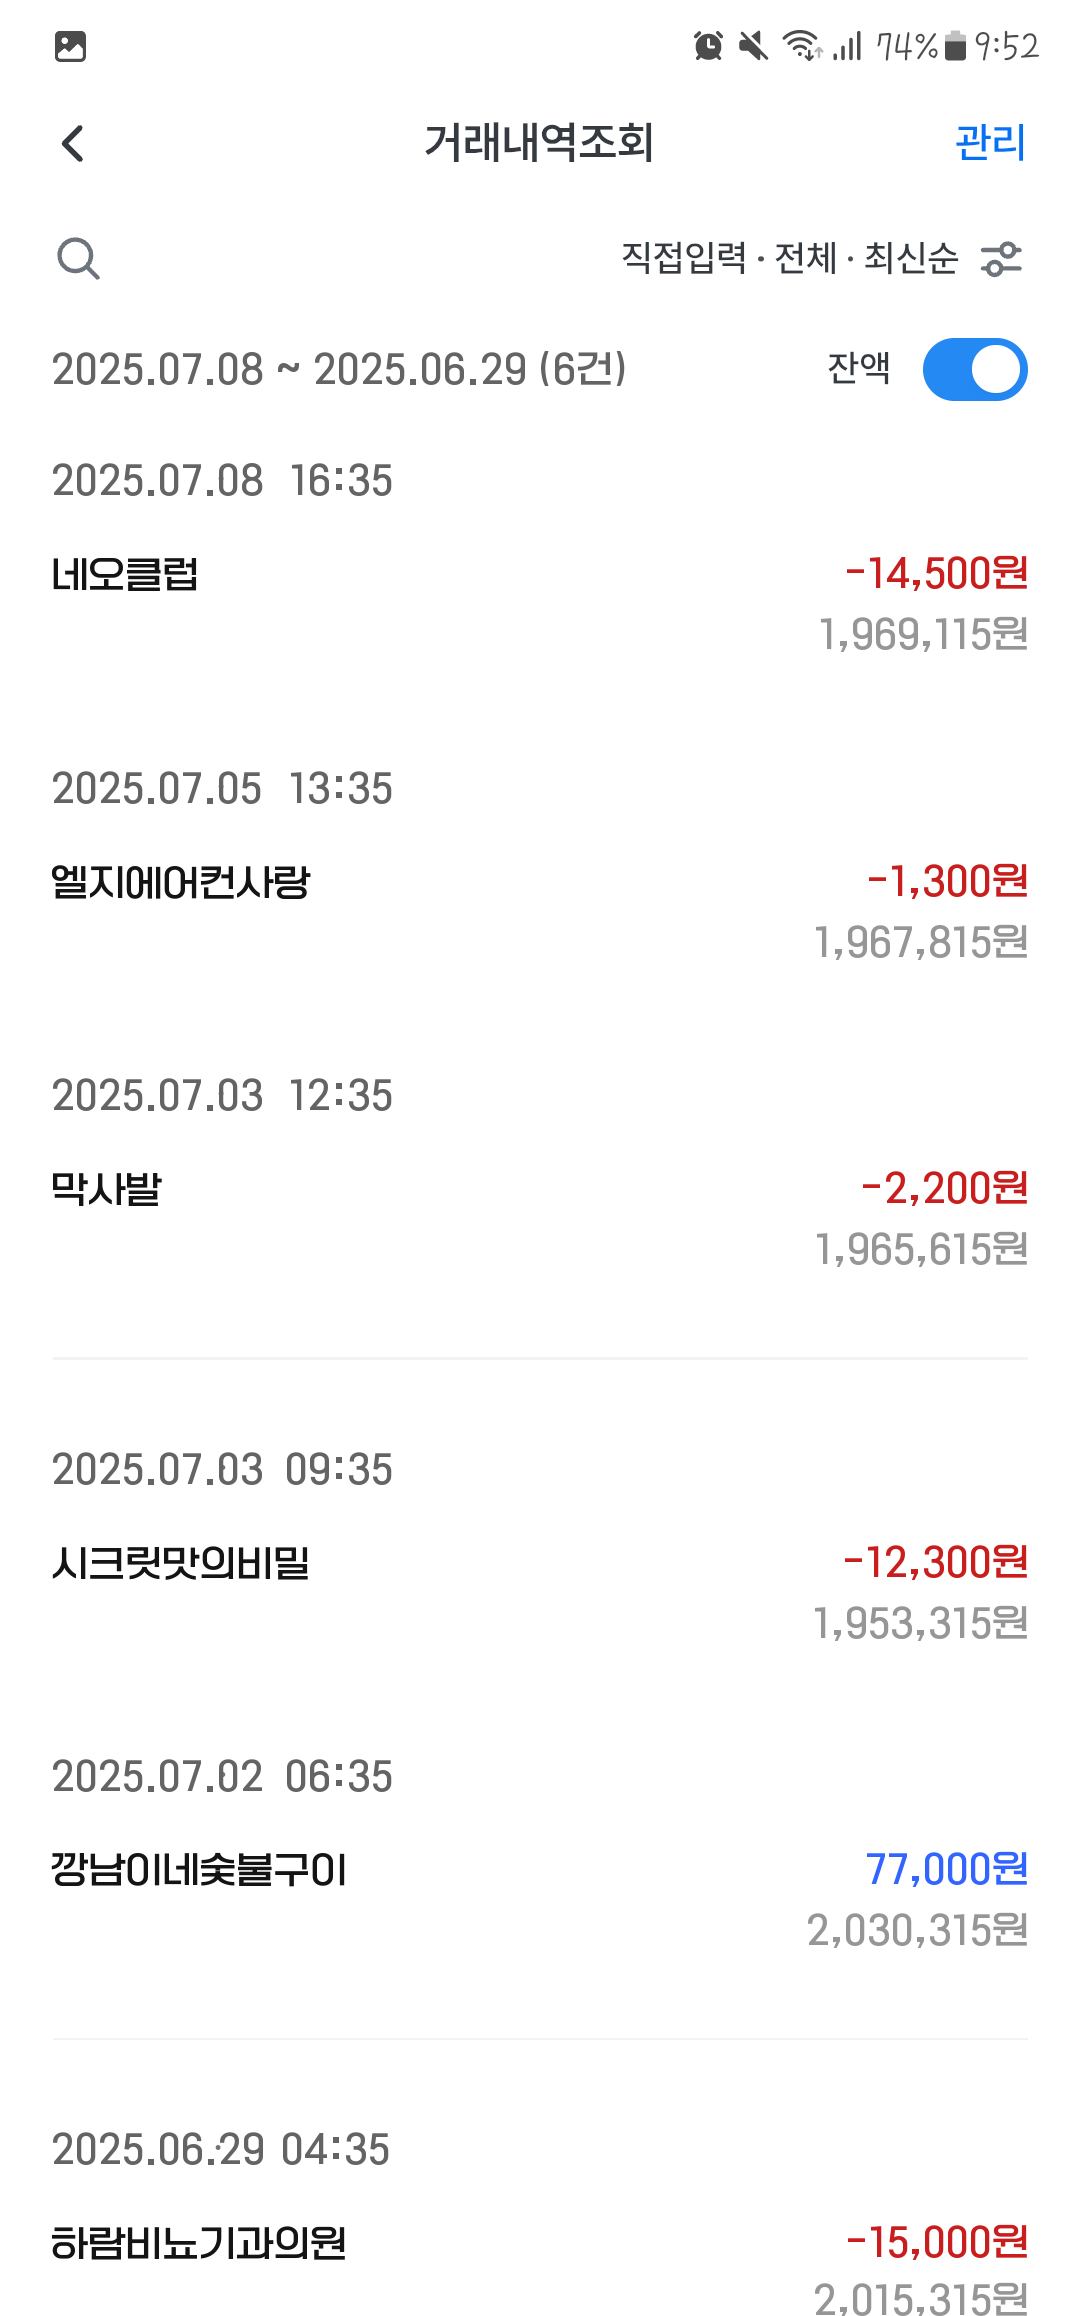 74% 9:52
거래내역조회 관리
직접입력 · 전체 · 최신순
2025.07.08 ~ 2025.06.29 (6건) 잔액
2025.07.08 16:35
네오클럽 -14,500원
1,969,115원
2025.07.05 13:35
엘지에어컨사랑 -1,300원
1,967,815원
2025.07.03 12:35
막사발 -2,200원
1,965,615원
2025.07.03 09:35
시크릿맛의비밀 -12,300원
1,953,315원
2025.07.02 06:35
깡남이네숯불구이 77,000원
2,030,315원
2025.06.29 04:35
하람비뇨기과의원 -15,000원
2,015,315원